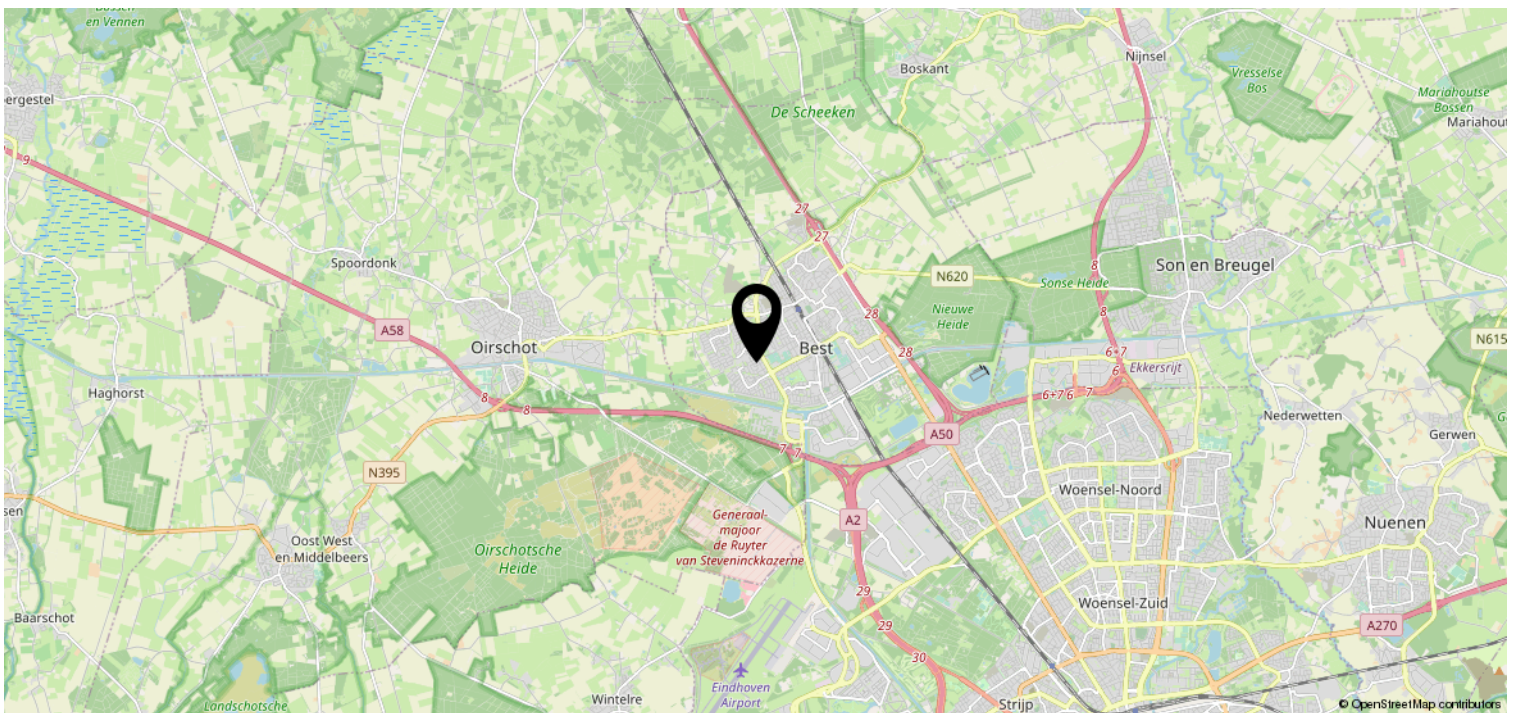 Bossen
en Vennen
Nijnsel
Boskant
Vresselse
Bos
Mariahoutse
Bossen
Mariahout
ergestel
De Scheeken
9
27
27
Spoordonk
8
Son en Breugel
N620
Sonse Heide
Nieuwe
Heide
28
8
A58
Oirschot
Best
28
6+7
6
Ekkersrijt
N615
Haghorst
8
8
6+7
6
7
Nederwetten
Gerwen
G
A50
7
7
N395
Woensel-Noord
sen
Generaal-
majoor
de Ruyter
van Steveninckkazerne
A2
Nuenen
Oost West
en Middelbeers
Oirschotsche
Heide
29
Woensel-Zuid
Baarschot
29
A270
30
Eindhoven
Airport
Wintelre
Landschotsche
Strijp
© OpenStreetMap contributors